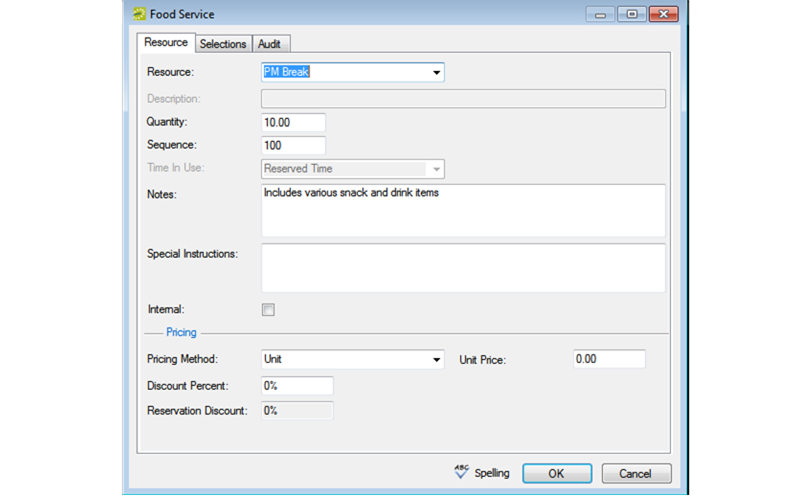 Food Service
Resource Selections Audit
Resource: PM Break
Description:
Quantity: 10.00
Sequence: 100
Time In Use: Reserved Time
Notes: Includes various snack and drink items
Special Instructions:
Internal:
Pricing
Pricing Method: Unit Unit Price: 0.00
Discount Percent: 0%
Reservation Discount: 0%
ABC Spelling OK Cancel